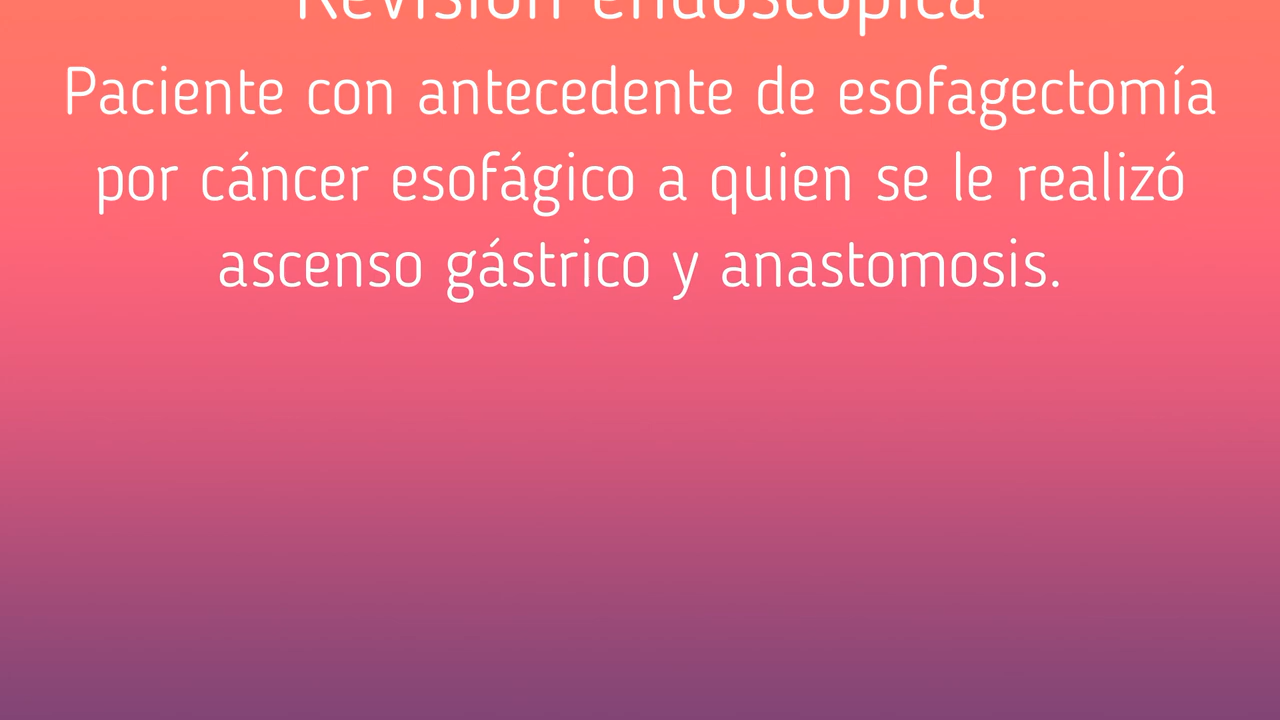 Revisión endoscópica
Paciente con antecedente de esofagectomía
por cáncer esofágico a quien se le realizó
ascenso gástrico y anastomosis.